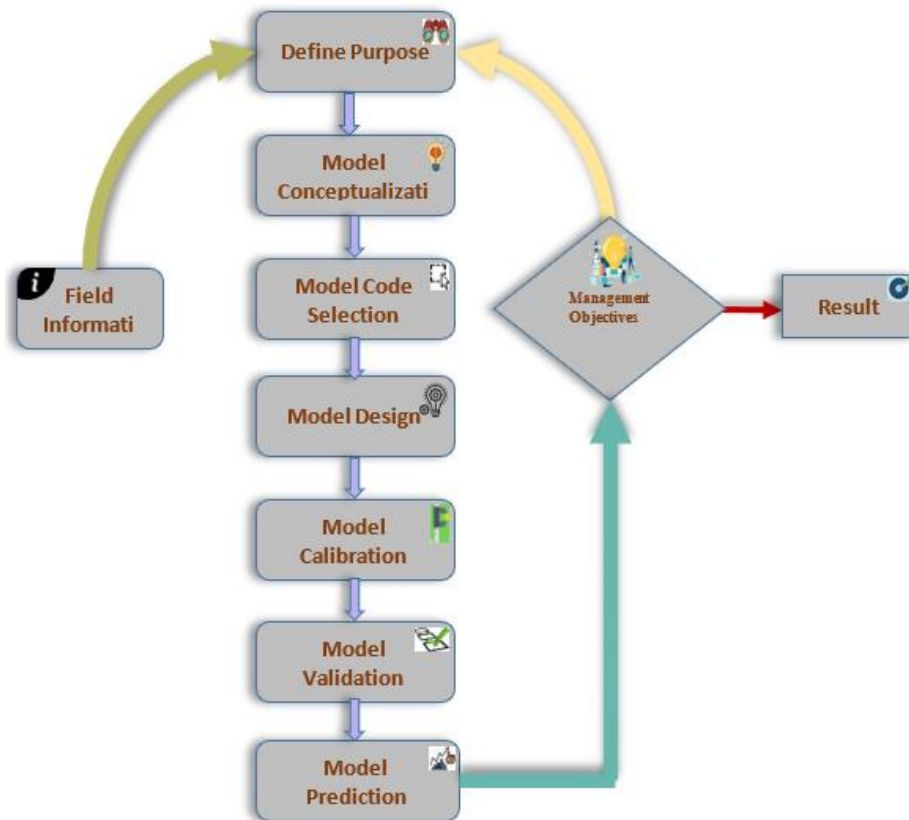 Define Purpose
Model
Conceptualizati
Field
Informati
Model Code
Selection
Management
Objectives
Result
Model Design
Model
Calibration
Model
Validation
Model
Prediction